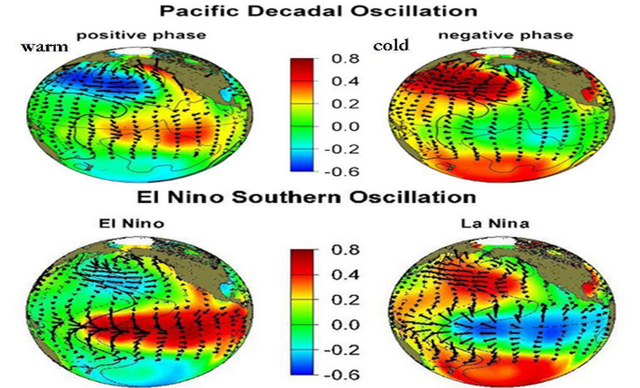 Pacific Decadal Oscillation
positive phase
negative phase
warm
cold
0.8
0.4
0.2
0.0
-0.2
-0.6
El Nino Southern Oscillation
El Nino
La Nina
0.8
0.4
0.2
0.0
-0.2
-0.6